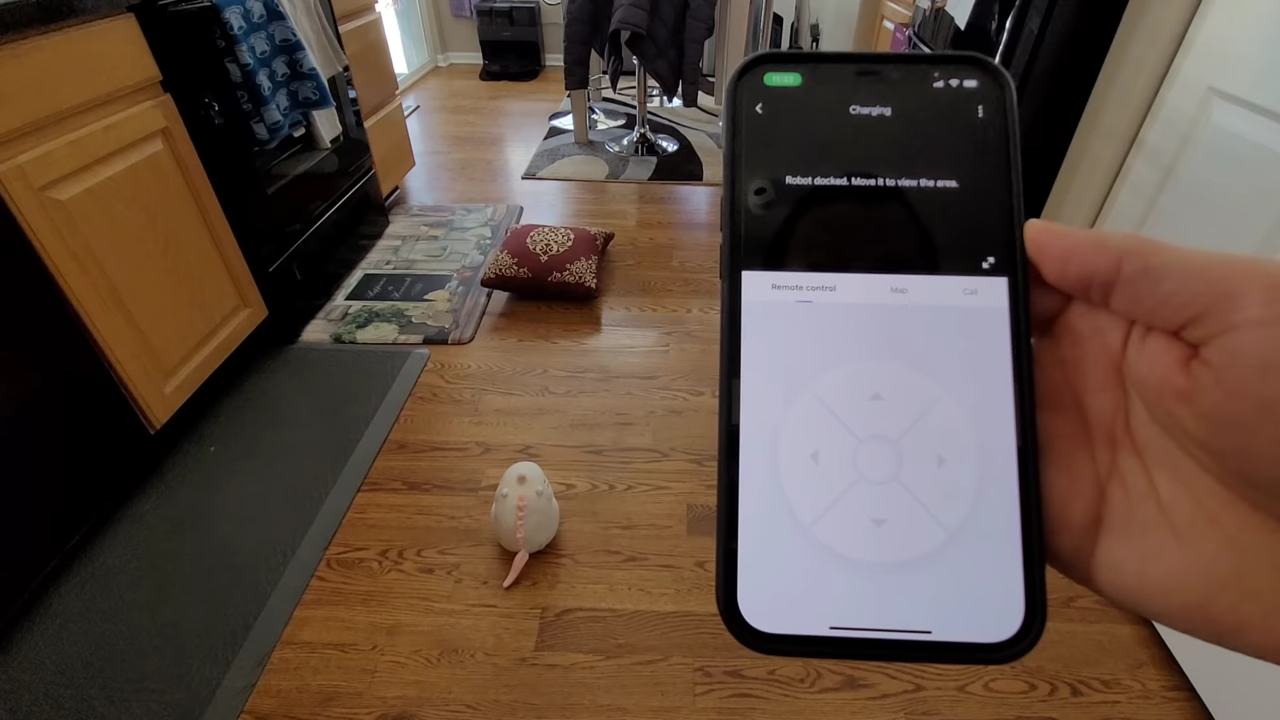 Charging
Robot docked. Move it to view the area.
Remote control
Map
Call